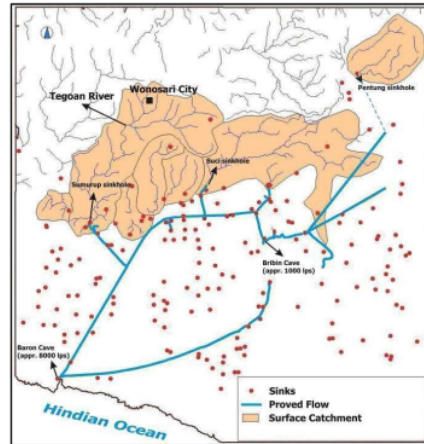 Pentung sinkhole
Wonosari City
Tegoan River
Buci sinkhole
Sumurup sinkhole
Bribin Cave
(appr. 1000 lps)
Baron Cave
(appr. 8000 lps)
Sinks
Proved Flow
Surface Catchment
Hindian Ocean